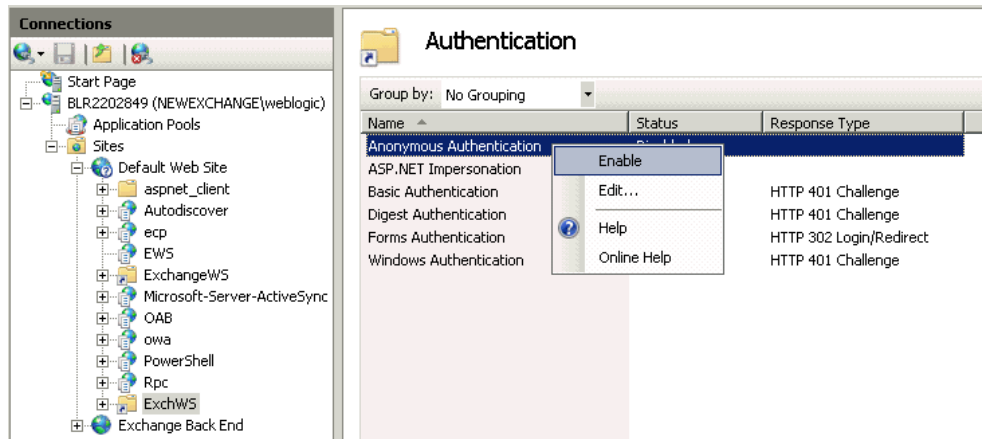 Connections
Start Page
BLR2202849 (NEWEXCHANGE\weblogic)
Application Pools
Sites
Default Web Site
aspnet_client
Autodiscover
ecp
EWS
ExchangeWS
Microsoft-Server-ActiveSync
OAB
owa
PowerShell
Rpc
ExchWS
Exchange Back End
Authentication
Group by: No Grouping
Name Status Response Type
Anonymous Authentication
ASP.NET Impersonation
Basic Authentication HTTP 401 Challenge
Digest Authentication HTTP 401 Challenge
Forms Authentication HTTP 302 Login/Redirect
Windows Authentication HTTP 401 Challenge
Enable
Edit...
Help
Online Help